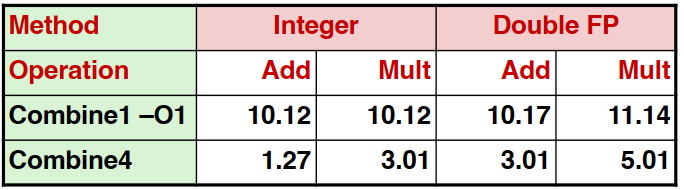 Method Integer Double FP
Operation Add Mult Add Mult
Combine1 –O1 10.12 10.12 10.17 11.14
Combine4 1.27 3.01 3.01 5.01